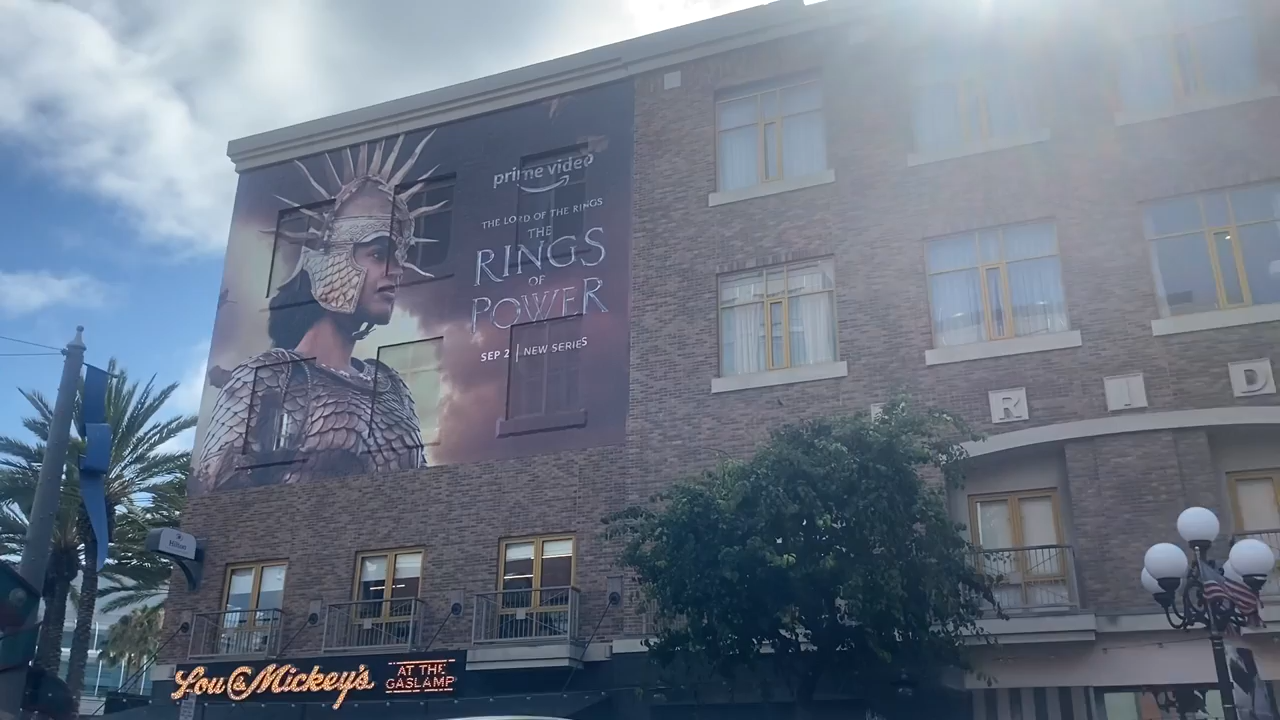 prime video
THE LORD OF THE RINGS
THE
RINGS
OF
POWER
SEP 2 | NEW SERIES
R I D
Hilton
Lou & Mickey's
AT THE
GASLAMP